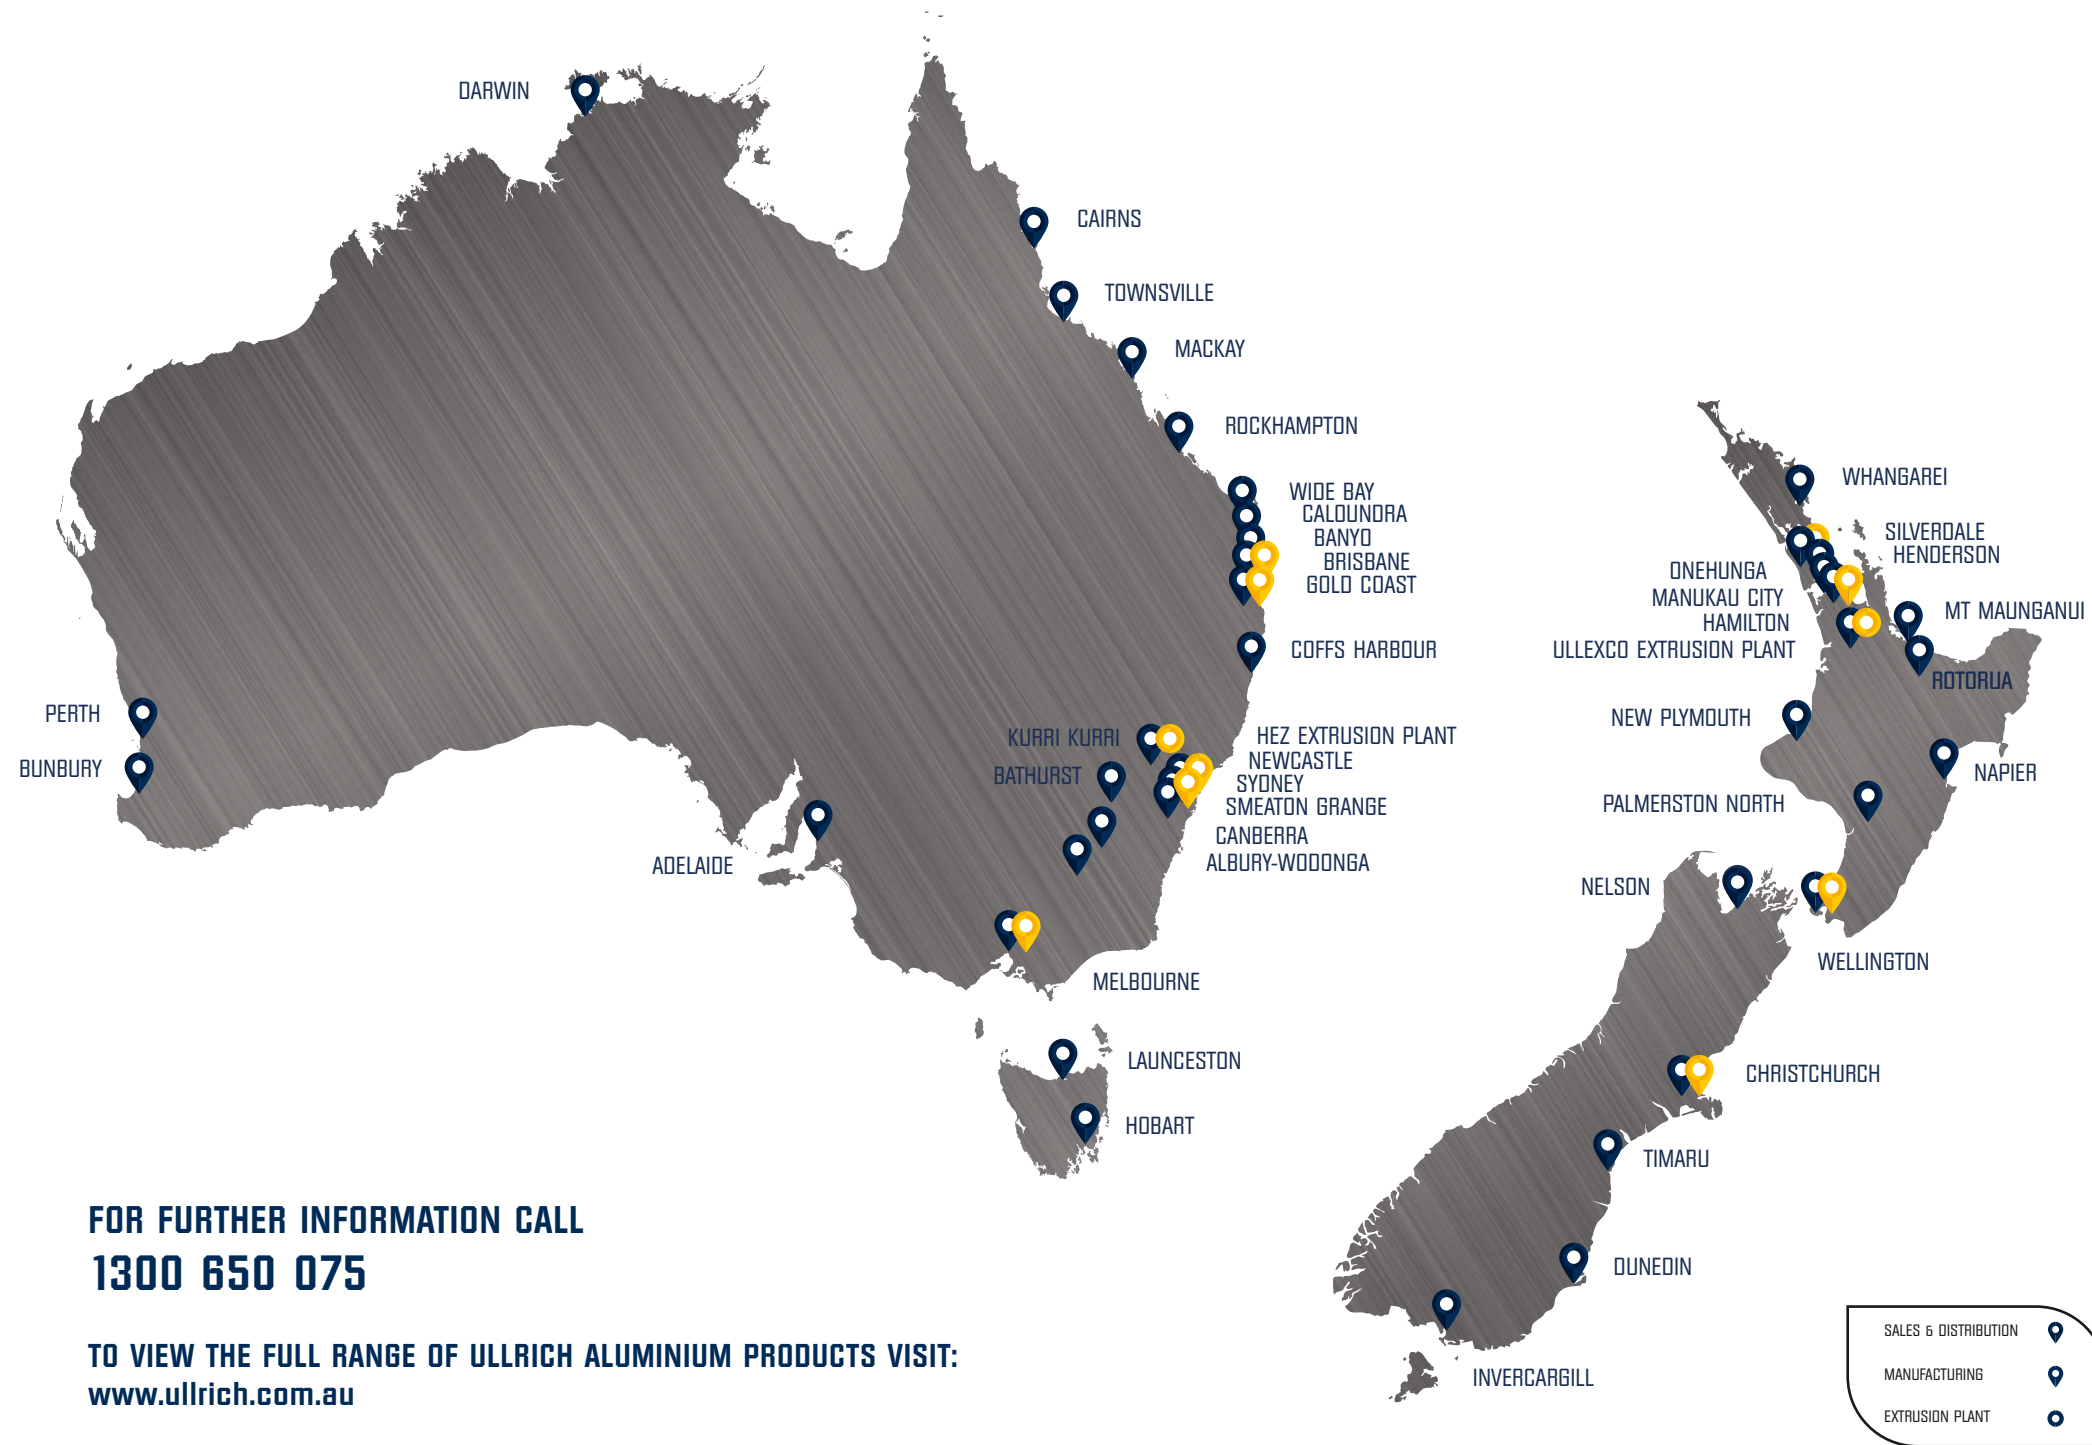 DARWIN
CAIRNS
TOWNSVILLE
MACKAY
ROCKHAMPTON
WIDE BAY
CALOUNDRA
BANYO
BRISBANE
GOLD COAST
COFFS HARBOUR
PERTH
BUNBURY
KURRI KURRI
BATHURST
HEZ EXTRUSION PLANT
NEWCASTLE
SYDNEY
SMEATON GRANGE
CANBERRA
ALBURY-WODONGA
ADELAIDE
MELBOURNE
LAUNCESTON
HOBART
WHANGAREI
SILVERDALE
HENDERSON
ONEHUNGA
MANUKAU CITY
HAMILTON
ULLEXCO EXTRUSION PLANT
MT MAUNGANUI
ROTORUA
NEW PLYMOUTH
NAPIER
PALMERSTON NORTH
NELSON
WELLINGTON
CHRISTCHURCH
TIMARU
DUNEDIN
INVERCARGILL
FOR FURTHER INFORMATION CALL
1300 650 075
TO VIEW THE FULL RANGE OF ULLRICH ALUMINIUM PRODUCTS VISIT:
www.ullrich.com.au
SALES & DISTRIBUTION
MANUFACTURING
EXTRUSION PLANT